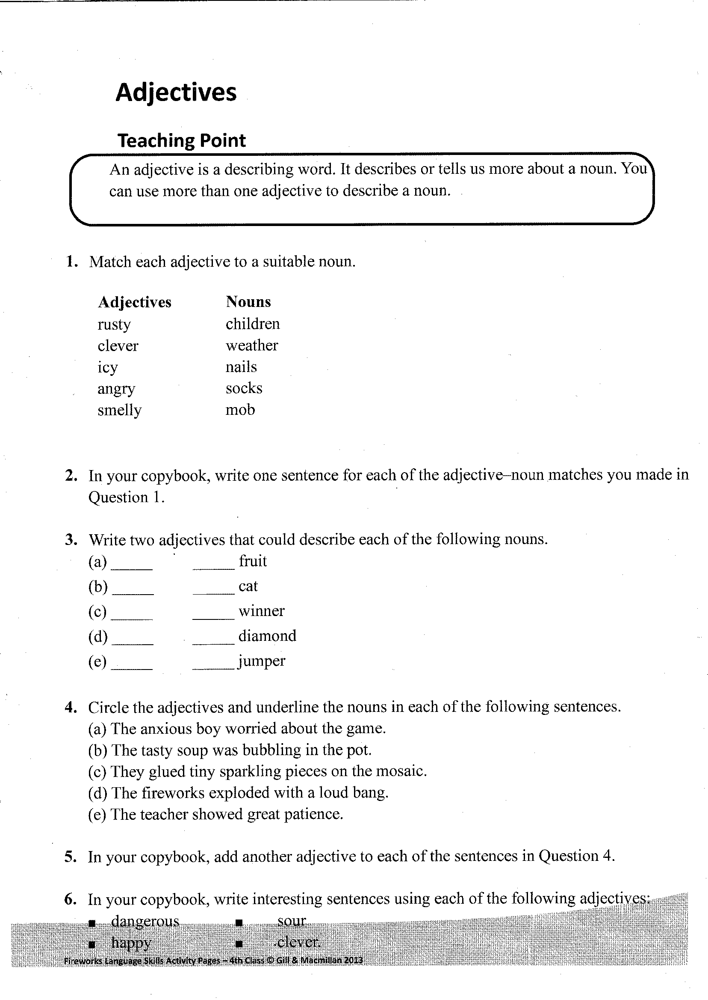 Adjectives
Teaching Point
An adjective is a describing word. It describes or tells us more about a noun. You
can use more than one adjective to describe a noun.
1. Match each adjective to a suitable noun.
Adjectives Nouns
rusty children
clever weather
icy nails
angry socks
smelly mob
2. In your copybook, write one sentence for each of the adjective–noun matches you made in
Question 1.
3. Write two adjectives that could describe each of the following nouns.
(a) _____ _____ fruit
(b) _____ _____ cat
(c) _____ _____ winner
(d) _____ _____ diamond
(e) _____ _____ jumper
4. Circle the adjectives and underline the nouns in each of the following sentences.
(a) The anxious boy worried about the game.
(b) The tasty soup was bubbling in the pot.
(c) They glued tiny sparkling pieces on the mosaic.
(d) The fireworks exploded with a loud bang.
(e) The teacher showed great patience.
5. In your copybook, add another adjective to each of the sentences in Question 4.
6. In your copybook, write interesting sentences using each of the following adjectives:
▪ dangerous ▪ sour
▪ happy ▪ clever.
Fireworks Language Skills Activity Pages – 4th Class © Gill & Macmillan 2013